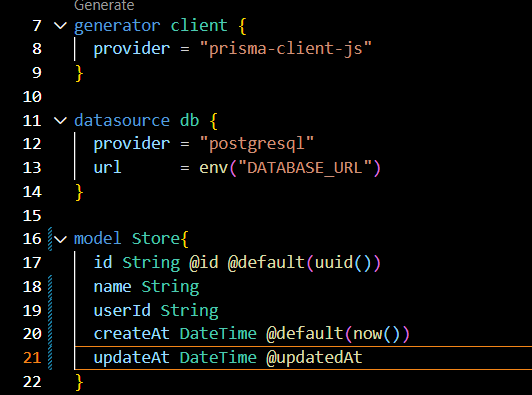 Generate
7 generator client {
8 provider = "prisma-client-js"
9 }
10
11 datasource db {
12 provider = "postgresql"
13 url      = env("DATABASE_URL")
14 }
15
16 model Store{
17 id String @id @default(uuid())
18 name String
19 userId String
20 createAt DateTime @default(now())
21 updateAt DateTime @updatedAt
22 }